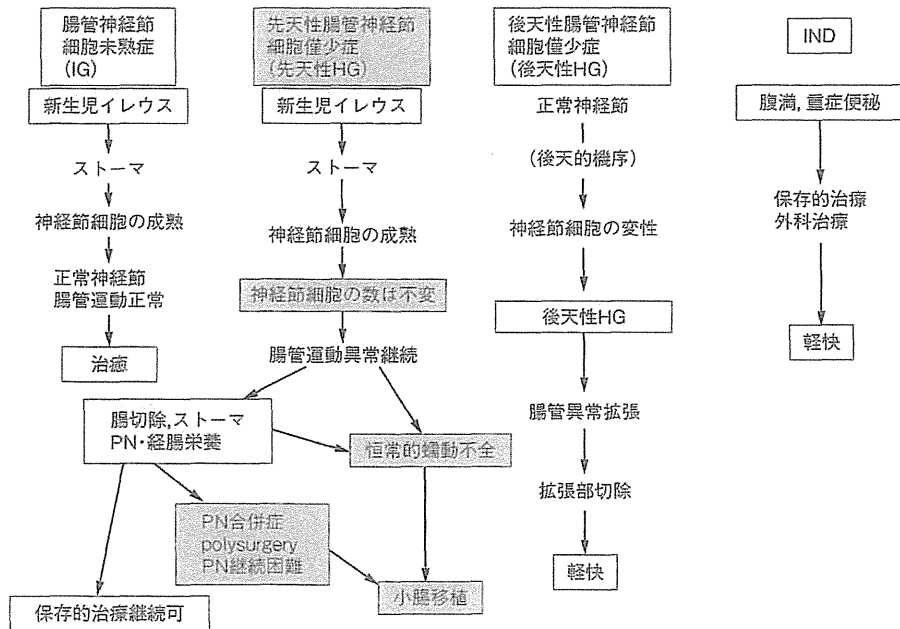 腸管神経節
細胞未熟症
(IG)
新生児イレウス
ストーマ
神経節細胞の成熟
正常神経節
腸管運動正常
治癒
先天性腸管神経節
細胞僅少症
(先天性HG)
新生児イレウス
ストーマ
神経節細胞の成熟
神経節細胞の数は不変
腸管運動異常継続
腸切除,ストーマ
PN・経腸栄養
恒常的蠕動不全
PN合併症
polysurgery
PN継続困難
保存的治療継続可
小腸移植
後天性腸管神経節
細胞僅少症
(後天性HG)
正常神経節
(後天的機序)
神経節細胞の変性
後天性HG
腸管異常拡張
拡張部切除
軽快
IND
腹満,重症便秘
保存的治療
外科治療
軽快